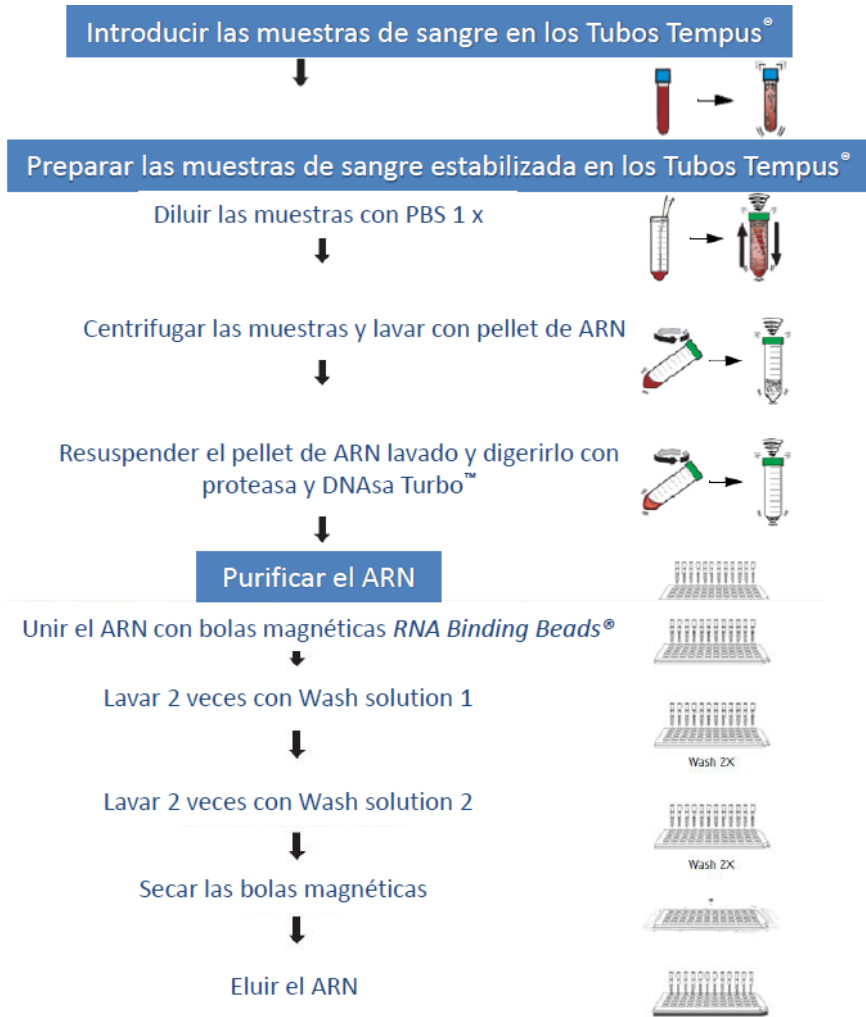 Introducir las muestras de sangre en los Tubos Tempus®
Preparar las muestras de sangre estabilizada en los Tubos Tempus®
Diluir las muestras con PBS 1 x
Centrifugar las muestras y lavar con pellet de ARN
Resuspender el pellet de ARN lavado y digerirlo con
proteasa y DNAsa Turbo™
Purificar el ARN
Unir el ARN con bolas magnéticas RNA Binding Beads®
Lavar 2 veces con Wash solution 1
Wash 2X
Lavar 2 veces con Wash solution 2
Wash 2X
Secar las bolas magnéticas
Eluir el ARN